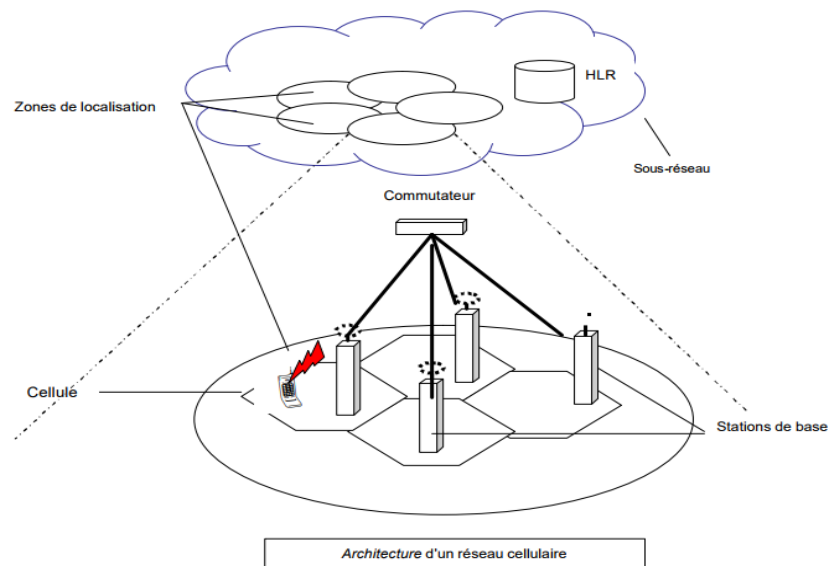 HLR
Zones de localisation
Sous-réseau
Commutateur
Cellule
Stations de base
Architecture d'un réseau cellulaire